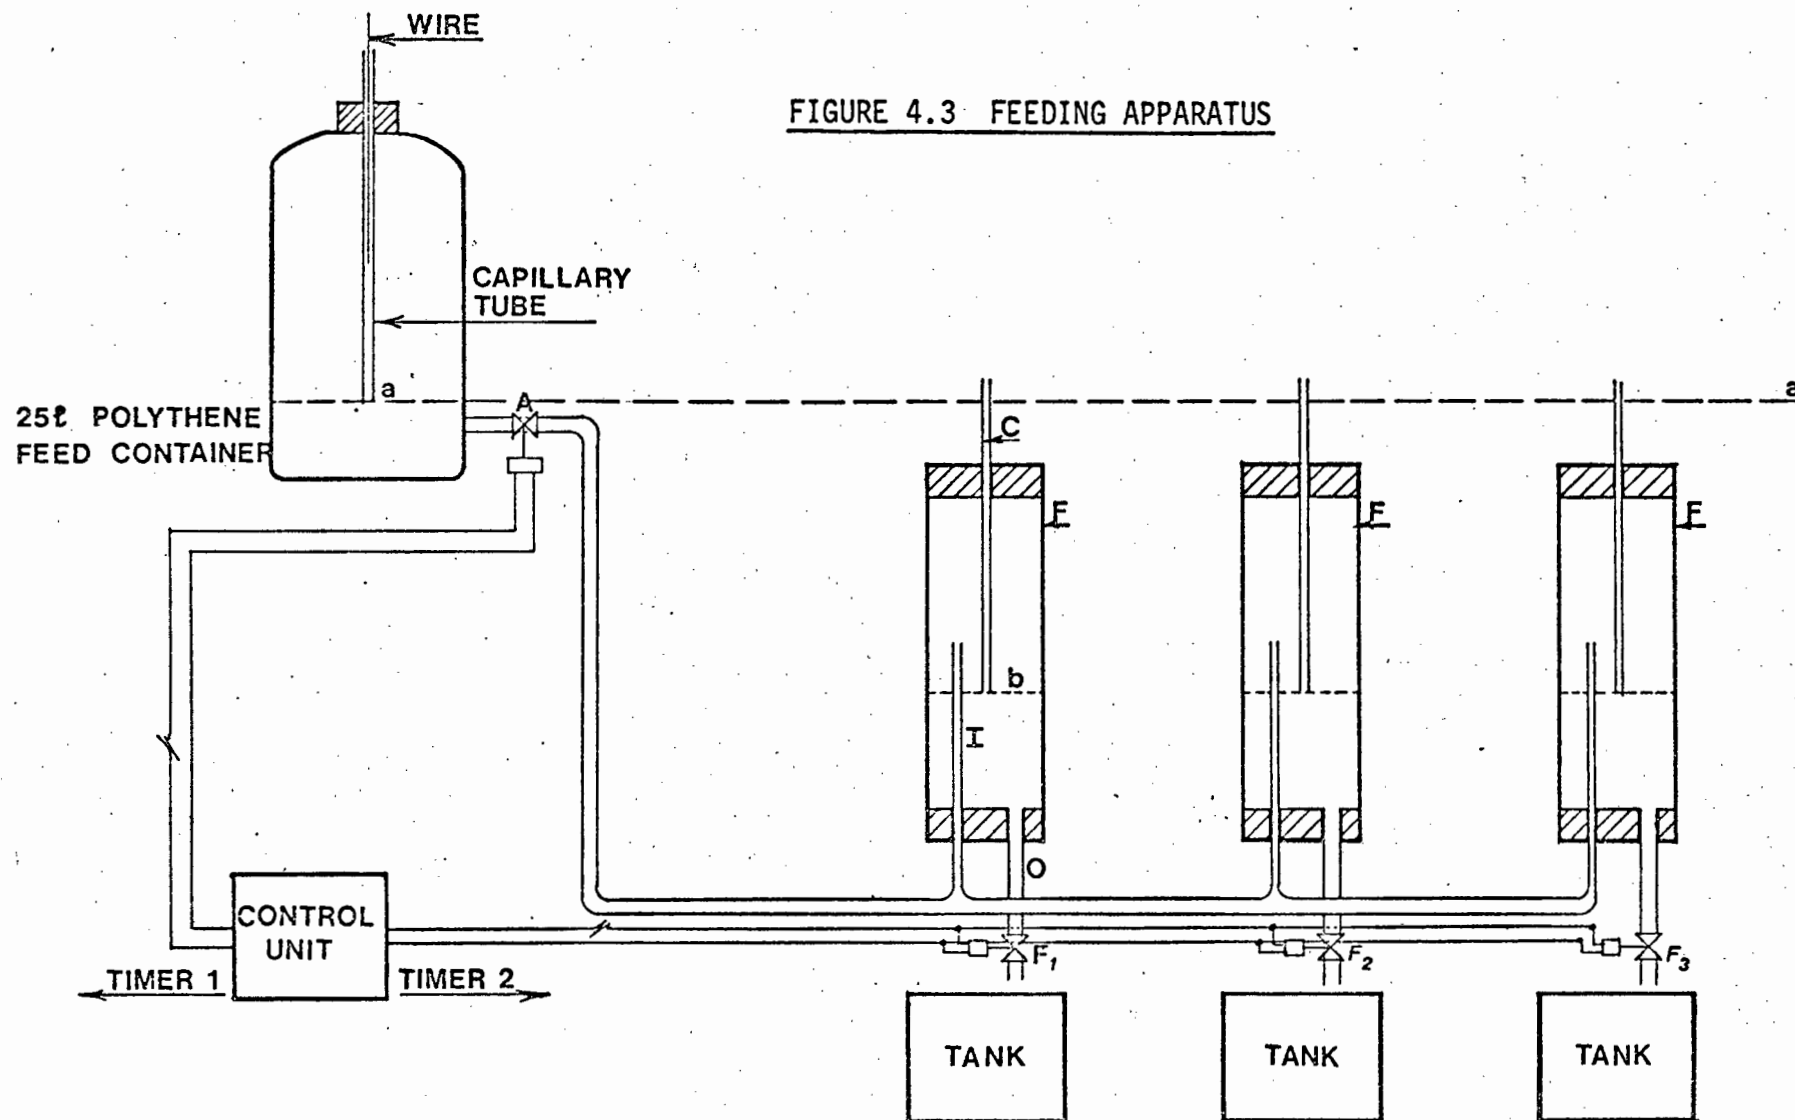 WIRE
FIGURE 4.3 FEEDING APPARATUS
CAPILLARY
TUBE
a
A
a
25ℓ POLYTHENE
FEED CONTAINER
C
F
F
F
b
I
O
CONTROL
UNIT
TIMER 1
TIMER 2
F₁
F₂
F₃
TANK
TANK
TANK